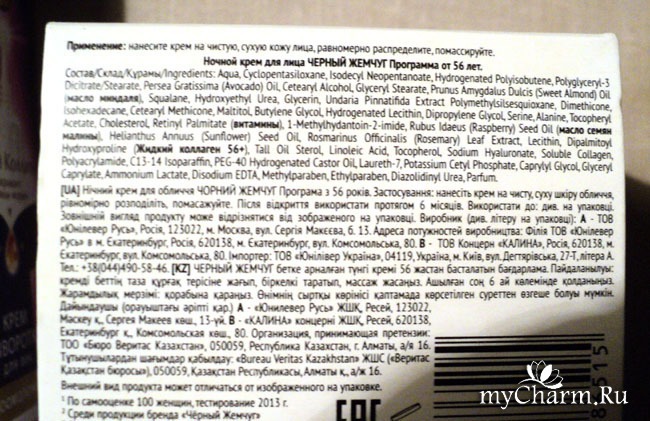 Применение: нанесите крем на чистую, сухую кожу лица, равномерно распределите, помассируйте.
Ночной крем для лица ЧЕРНЫЙ ЖЕМЧУГ Программа от 56 лет.
Состав/Склад/Құрамы/Ingredients: Aqua, Cyclopentasiloxane, Isodecyl Neopentanoate, Hydrogenated Polyisobutene, Polyglyceryl-3
Dicitrate/Stearate, Persea Gratissima (Avocado) Oil, Cetearyl Alcohol, Glyceryl Stearate, Prunus Amygdalus Dulcis (Sweet Almond) Oil
(масло миндаля), Squalane, Hydroxyethyl Urea, Glycerin, Undaria Pinnatifida Extract Polymethylsilsesquioxane, Dimethicone,
Isohexadecane, Cetearyl Methicone, Maltitol, Butylene Glycol, Hydrogenated Lecithin, Dipropylene Glycol, Serine, Alanine, Tocopheryl
Acetate, Cholesterol, Retinyl Palmitate (витамины), 1-Methylhydantoin-2-imide, Rubus Idaeus (Raspberry) Seed Oil (масло семян
малины), Helianthus Annuus (Sunflower) Seed Oil, Rosmarinus Officinalis (Rosemary) Leaf Extract, Lecithin, Dipalmitoyl
Hydroxyproline (Жидкий коллаген 56+), Tall Oil Sterol, Linoleic Acid, Tocopherol, Sodium Hyaluronate, Soluble Collagen,
Polyacrylamide, C13-14 Isoparaffin, PEG-40 Hydrogenated Castor Oil, Laureth-7, Potassium Cetyl Phosphate, Caprylyl Glycol, Glyceryl
Caprylate, Ammonium Lactate, Disodium EDTA, Methylparaben, Ethylparaben, Diazolidinyl Urea, Parfum.
[UA] Нічний крем для обличчя ЧОРНИЙ ЖЕМЧУГ Програма з 56 років. Застосування: нанесіть крем на чисту, суху шкіру обличчя,
рівномірно розподіліть, помасажуйте. Після відкриття використати протягом 6 місяців. Використати до: див. на упаковці.
Зовнішній вигляд продукту може відрізнятися від зображеного на упаковці. Виробник (див. літеру на упаковці): А - ТОВ
«Юнілевер Русь», Росія, 123022, м. Москва, вул. Сергія Макеєва, б. 13. Адреса потужностей виробництва: Філія ТОВ «Юнілевер
Русь» в м. Екатеринбург, Росія, 620138, м. Екатеринбург, вул. Комсомольська, 80. В - ТОВ Концерн «КАЛИНА», Росія, 620138, м.
Екатеринбург, вул. Комсомольська, 80. Імпортер: ТОВ «Юнілівер Україна», 04119, Україна, м. Київ, вул. Дегтярівська, 27-Т, літера А.
Тел.: +38(044)490-58-46. [KZ] ЧЕРНЫЙ ЖЕМЧУГ бетке арналған түнгі кремі 56 жастан басталатын бағдарлама. Пайдаланылуы:
кремді беттің таза құрғақ терісіне жағып, біркелкі таратып, массаж жасаңыз. Ашылған соң 6 ай көлемінде қолданыңыз.
Жарамдылық мерзімі: қорабына қараңыз. Өнімнің сыртқы көрінісі қаптамада көрсетілген суреттен өзгеше болуы мүмкін.
Дайындаушы (орауыштағы әріпті қар.) А - «Юнилевер Русь» ЖШҚ, Ресей, 123022,
Мәскеу к., Сергея Макеев көш., 13-уй. В - «КАЛИНА» концерні ЖШҚ, Ресей, 620138,
Екатеринбург к., Комсомольская көш., 80. Организация, принимающая претензии:
ТОО «Бюро Веритас Казахстан», 050059, Республика Казахстан, г. Алматы, а/я 16.
Тұтынушылардан шағымдар қабылдау: «Bureau Veritas Kazakhstan» ЖШС («Веритас
Қазақстан бюросы»), 050059, Қазақстан Республикасы, Алматы қ., а/ж 16.
Внешний вид продукта может отличаться от изображенного на упаковке.
¹ По самооценке 100 женщин, тестирование 2013 г.
² Среди продукции бренда «Чёрный Жемчуг»
EAC
КРЕМ
myCharm.Ru